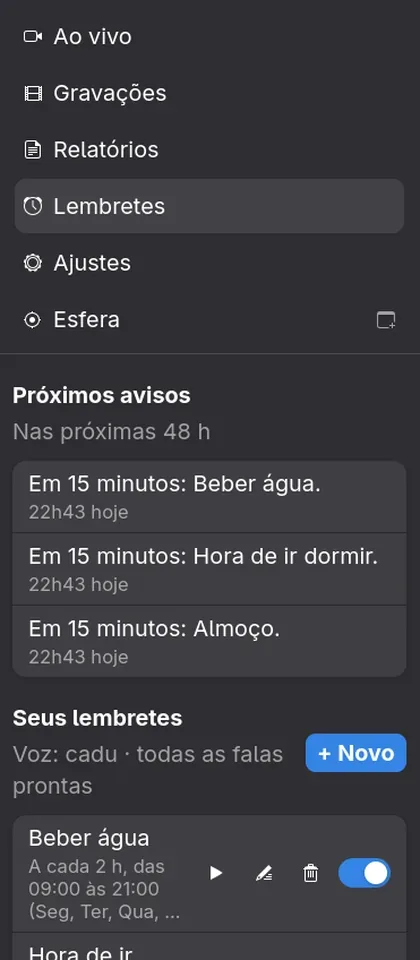 Ao vivo
Gravações
Relatórios
Lembretes
Ajustes
Esfera
Próximos avisos
Nas próximas 48 h
Em 15 minutos: Beber água.
22h43 hoje
Em 15 minutos: Hora de ir dormir.
22h43 hoje
Em 15 minutos: Almoço.
22h43 hoje
Seus lembretes
Voz: cadu · todas as falas
prontas
+ Novo
Beber água
A cada 2 h, das
09:00 às 21:00
(Seg, Ter, Qua, ...
Hora de ir